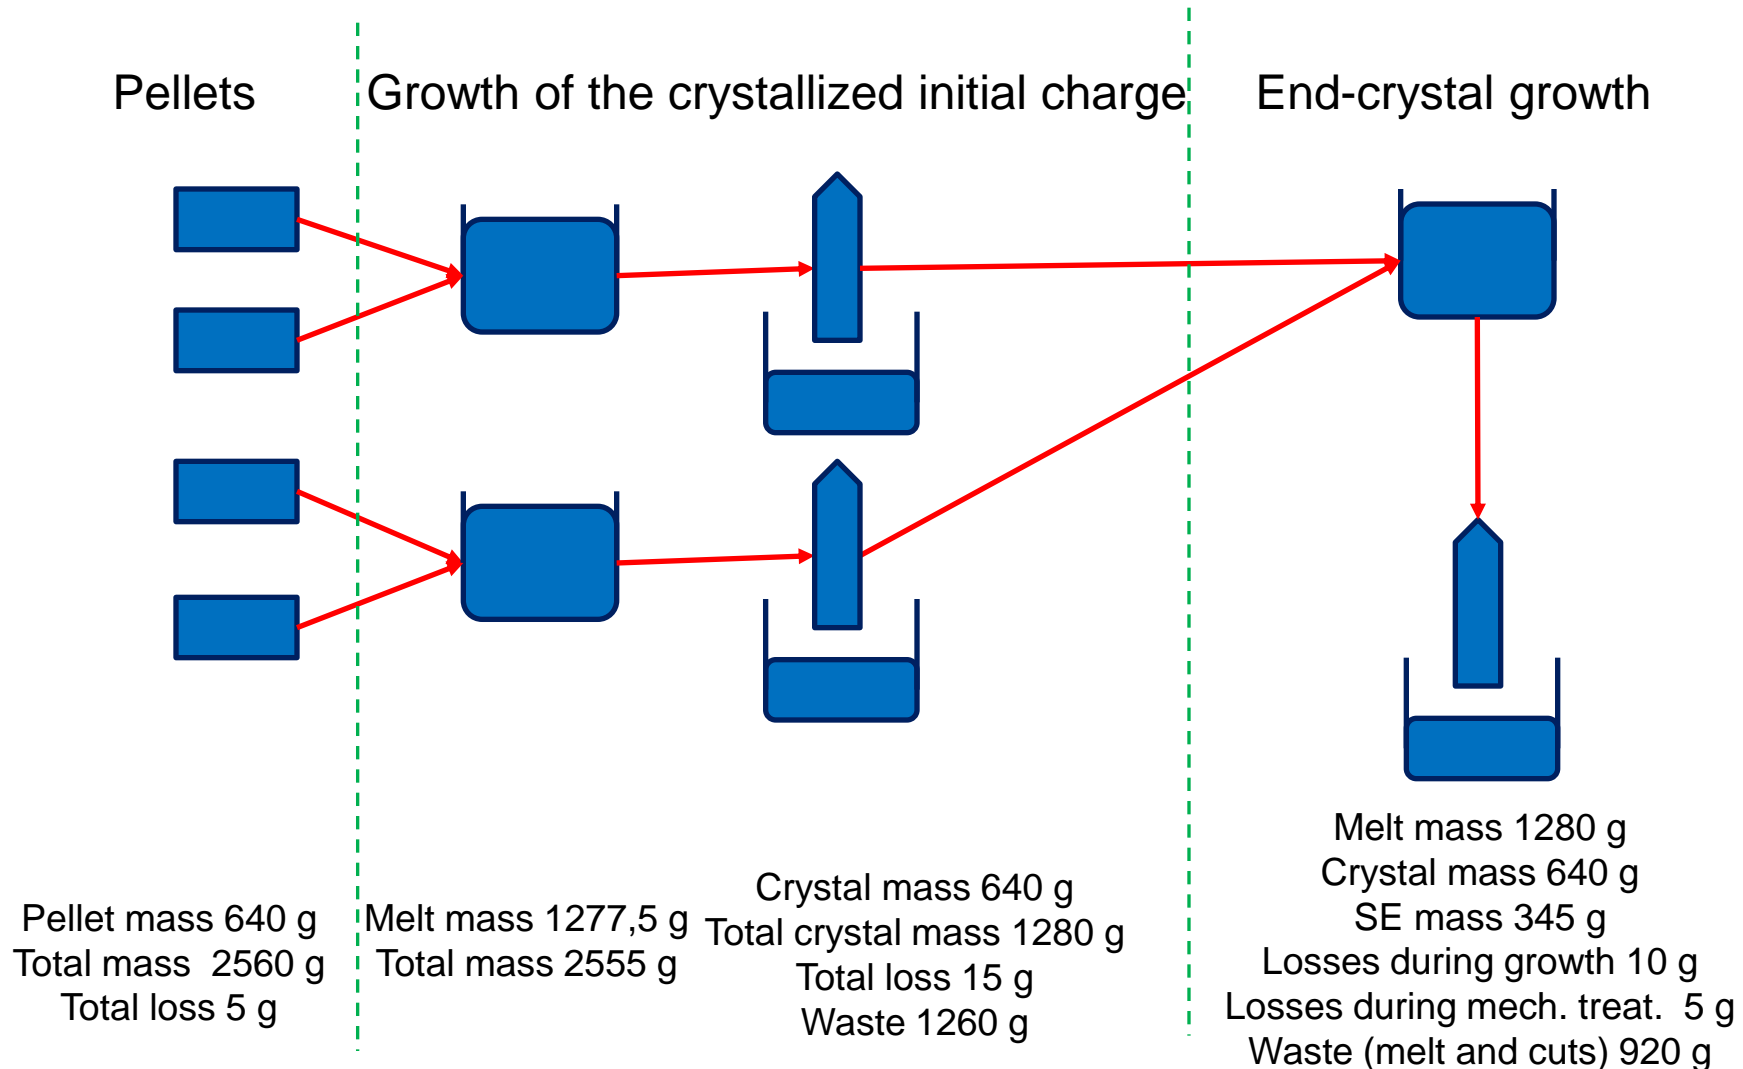 Pellets
Growth of the crystallized initial charge
End-crystal growth
Pellet mass 640 g
Total mass  2560 g
Total loss 5 g
Melt mass 1277,5 g
Total mass 2555 g
Crystal mass 640 g
Total crystal mass 1280 g
Total loss 15 g
Waste 1260 g
Melt mass 1280 g
Crystal mass 640 g
SE mass 345 g
Losses during growth 10 g
Losses during mech. treat.  5 g
Waste (melt and cuts) 920 g